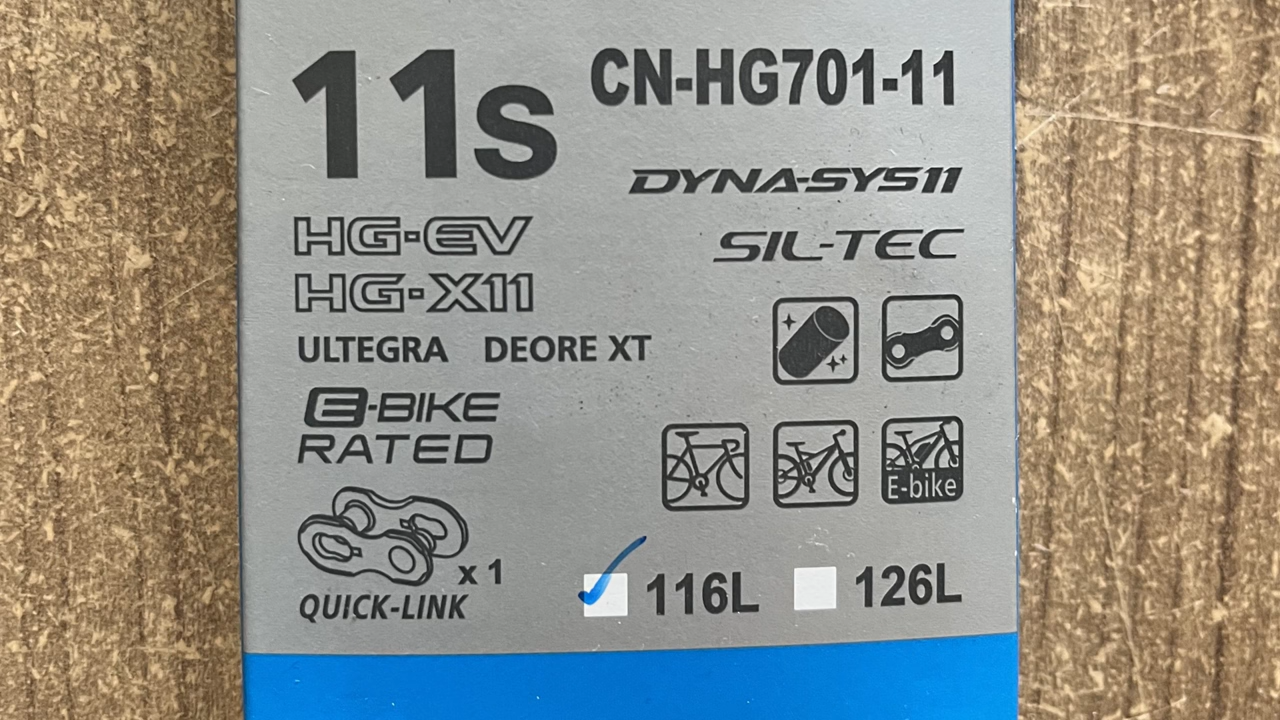 11s
CN-HG701-11
DYNA-SYS11
HG-EV
SIL-TEC
HG-X11
ULTEGRA DEORE XT
E-BIKE
RATED
E-bike
x 1
QUICK-LINK
116L
126L